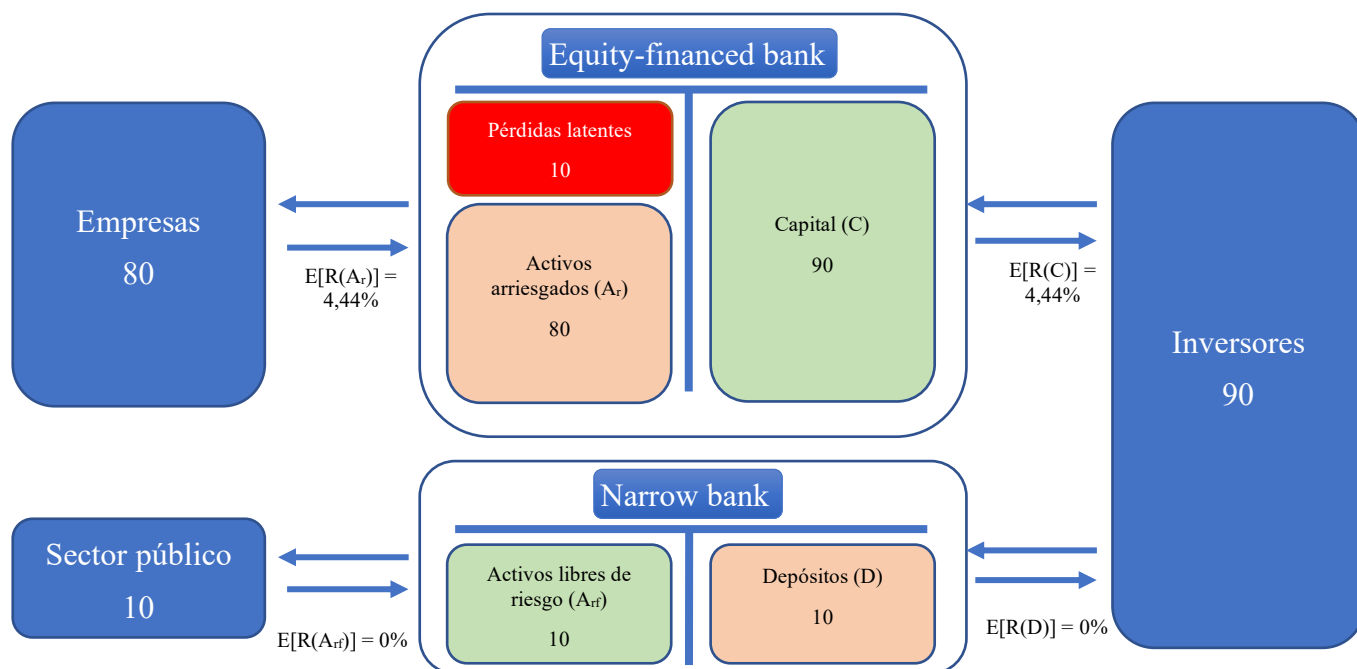 Equity-financed bank
Pérdidas latentes
10
Empresas
80
E[R(Aᵣ)] =
4,44%
Activos
arriesgados (Aᵣ)
80
Capital (C)
90
E[R(C)] =
4,44%
Inversores
90
Narrow bank
Sector público
10
E[R(Aᵣf)] = 0%
Activos libres de
riesgo (Aᵣf)
10
Depósitos (D)
10
E[R(D)] = 0%